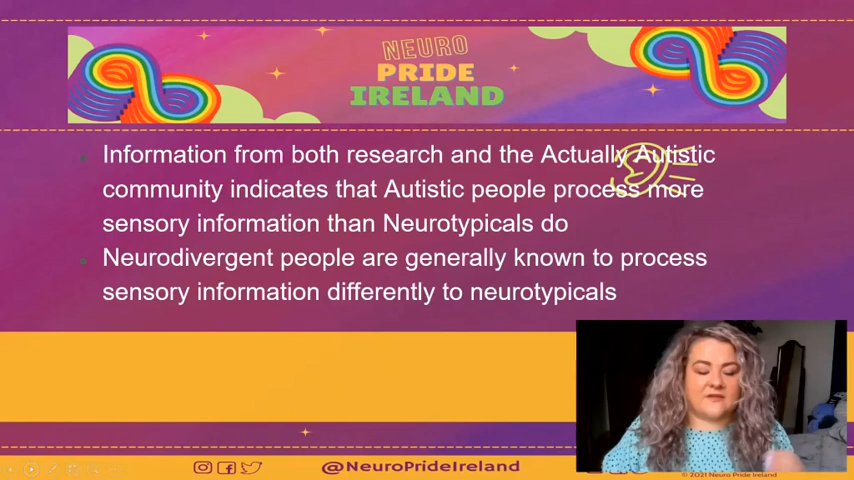 NEURO
PRIDE
IRELAND
Information from both research and the Actually Autistic
community indicates that Autistic people process more
sensory information than Neurotypicals do
Neurodivergent people are generally known to process
sensory information differently to neurotypicals
@NeuroPrideIreland
© 2021 Neuro Pride Ireland